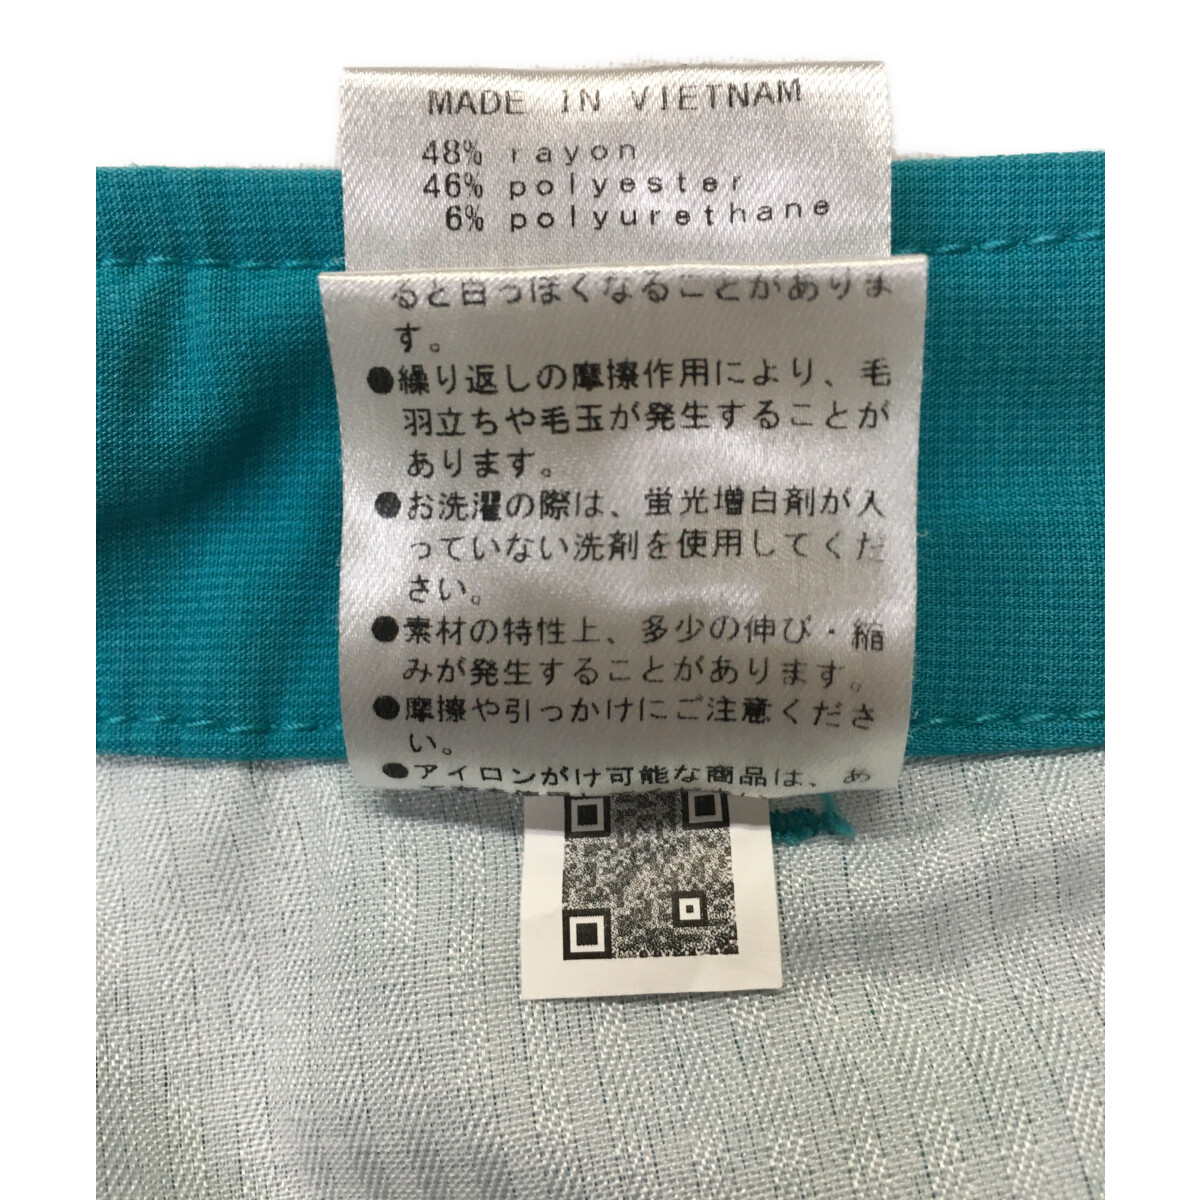 MADE IN VIETNAM
48% rayon
46% polyester
6% polyurethane
ると白っぽくなることがありま
す。
●繰り返しの摩擦作用により、毛
羽立ちや毛玉が発生することが
あります。
●お洗濯の際は、蛍光増白剤が入
っていない洗剤を使用してくだ
さい。
●素材の特性上、多少の伸び・縮
みが発生することがあります。
●摩擦や引っかけにご注意くださ
い。
●アイロンがけ可能な商品は、あ